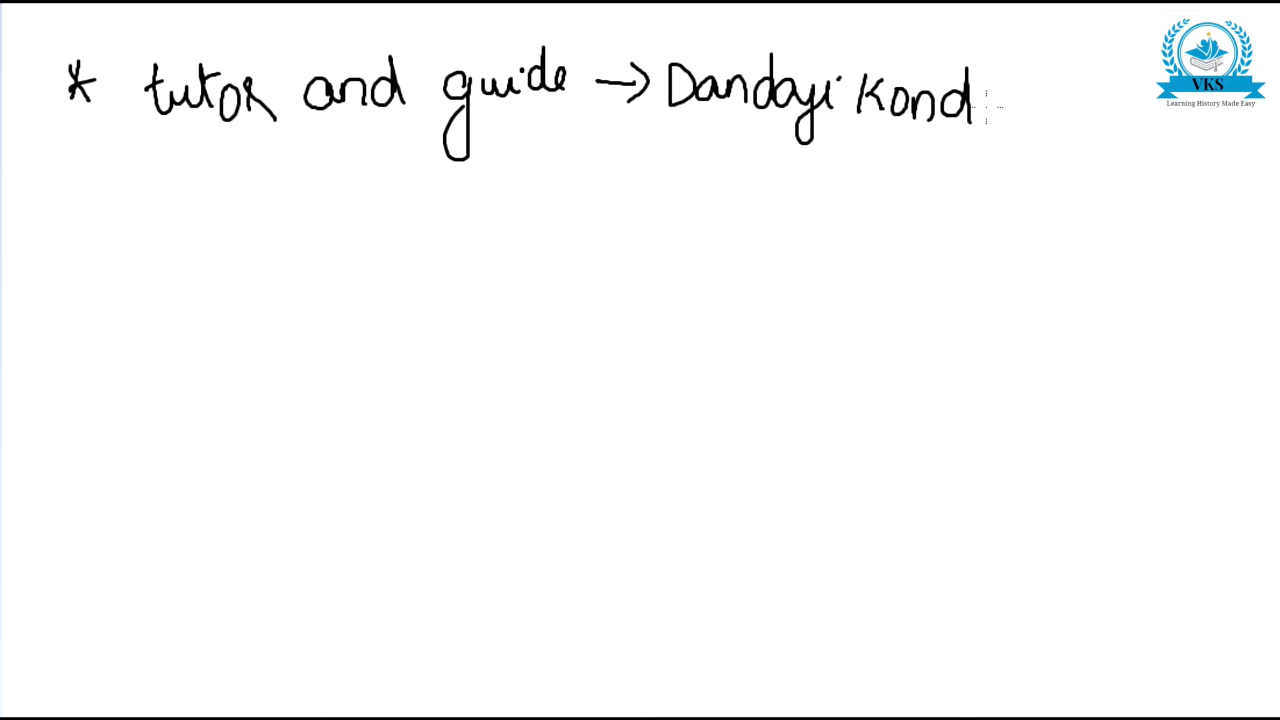 * tutor and guide → Dandayi Kond
VKS
Learning History Made Easy